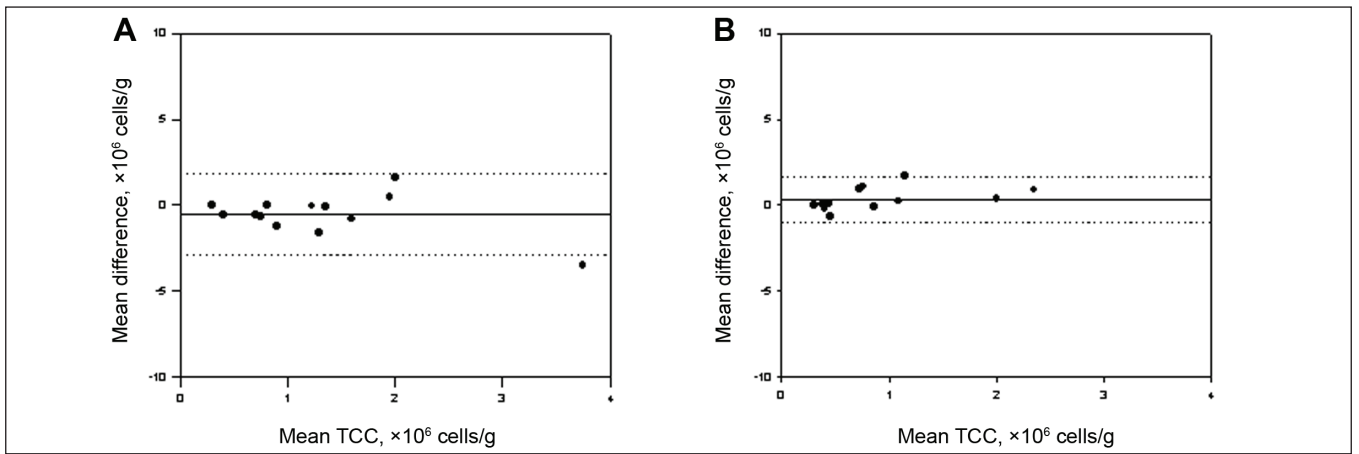 A
10
5
0
-5
-10
0 1 2 3 4
Mean difference, ×10⁶ cells/g
Mean TCC, ×10⁶ cells/g
B
10
5
0
-5
-10
0 1 2 3 4
Mean difference, ×10⁶ cells/g
Mean TCC, ×10⁶ cells/g